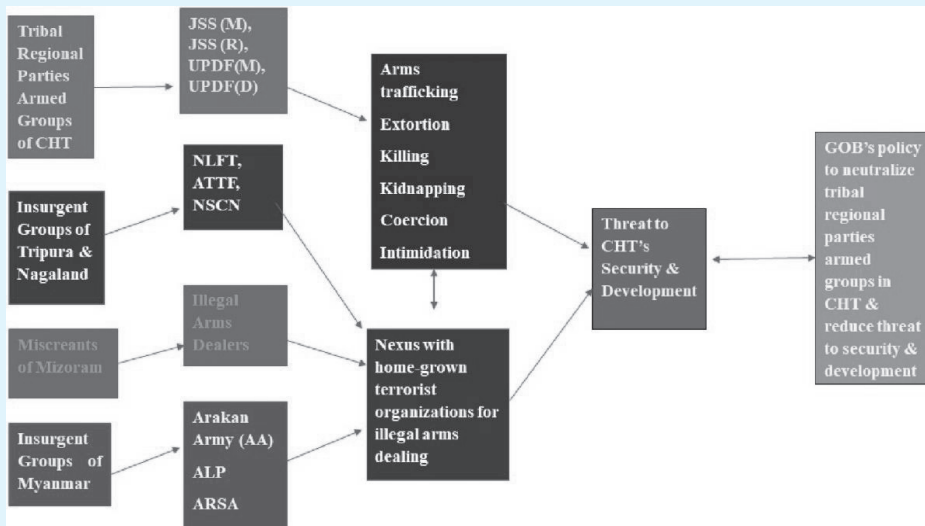 Tribal
Regional
Parties
Armed
Groups
of CHT
JSS (M),
JSS (R),
UPDF(M),
UPDF(D)
Arms
trafficking
Extortion
Killing
Kidnapping
Coercion
Intimidation
Insurgent
Groups of
Tripura &
Nagaland
NLFT,
ATTF,
NSCN
Miscreants
of Mizoram
Illegal
Arms
Dealers
Insurgent
Groups of
Myanmar
Arakan
Army (AA)
ALP
ARSA
Nexus with
home-grown
terrorist
organizations for
illegal arms
dealing
Threat to
CHT's
Security &
Development
GOB's policy
to neutralize
tribal
regional
parties
armed
groups in
CHT &
reduce threat
to security &
development